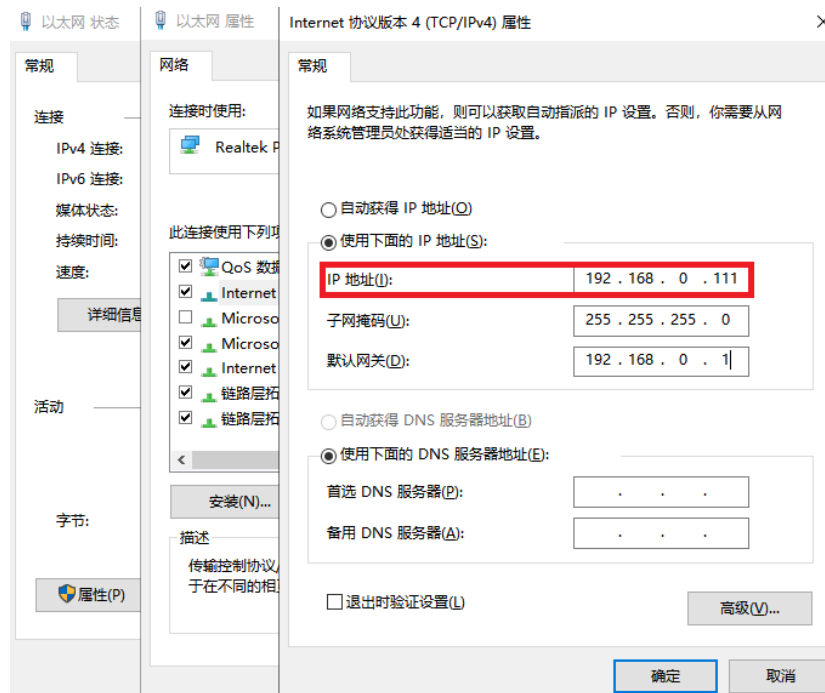 以太网 状态
常规
连接
IPv4 连接:
IPv6 连接:
媒体状态:
持续时间:
速度:
详细信息
活动
字节:
属性(P)
以太网 属性
网络
连接时使用:
Realtek P
此连接使用下列项
QoS 数据
Internet
Microso
Microso
Internet
链路层拓
链路层拓
安装(N)...
描述
传输控制协议/
于在不同的相互
Internet 协议版本 4 (TCP/IPv4) 属性
常规
如果网络支持此功能，则可以获取自动指派的 IP 设置。否则，你需要从网
络系统管理员处获得适当的 IP 设置。
自动获得 IP 地址(O)
使用下面的 IP 地址(S):
IP 地址(I): 192 . 168 . 0 . 111
子网掩码(U): 255 . 255 . 255 . 0
默认网关(D): 192 . 168 . 0 . 1
自动获得 DNS 服务器地址(B)
使用下面的 DNS 服务器地址(E):
首选 DNS 服务器(P): . . .
备用 DNS 服务器(A): . . .
退出时验证设置(L)
高级(V)...
确定
取消